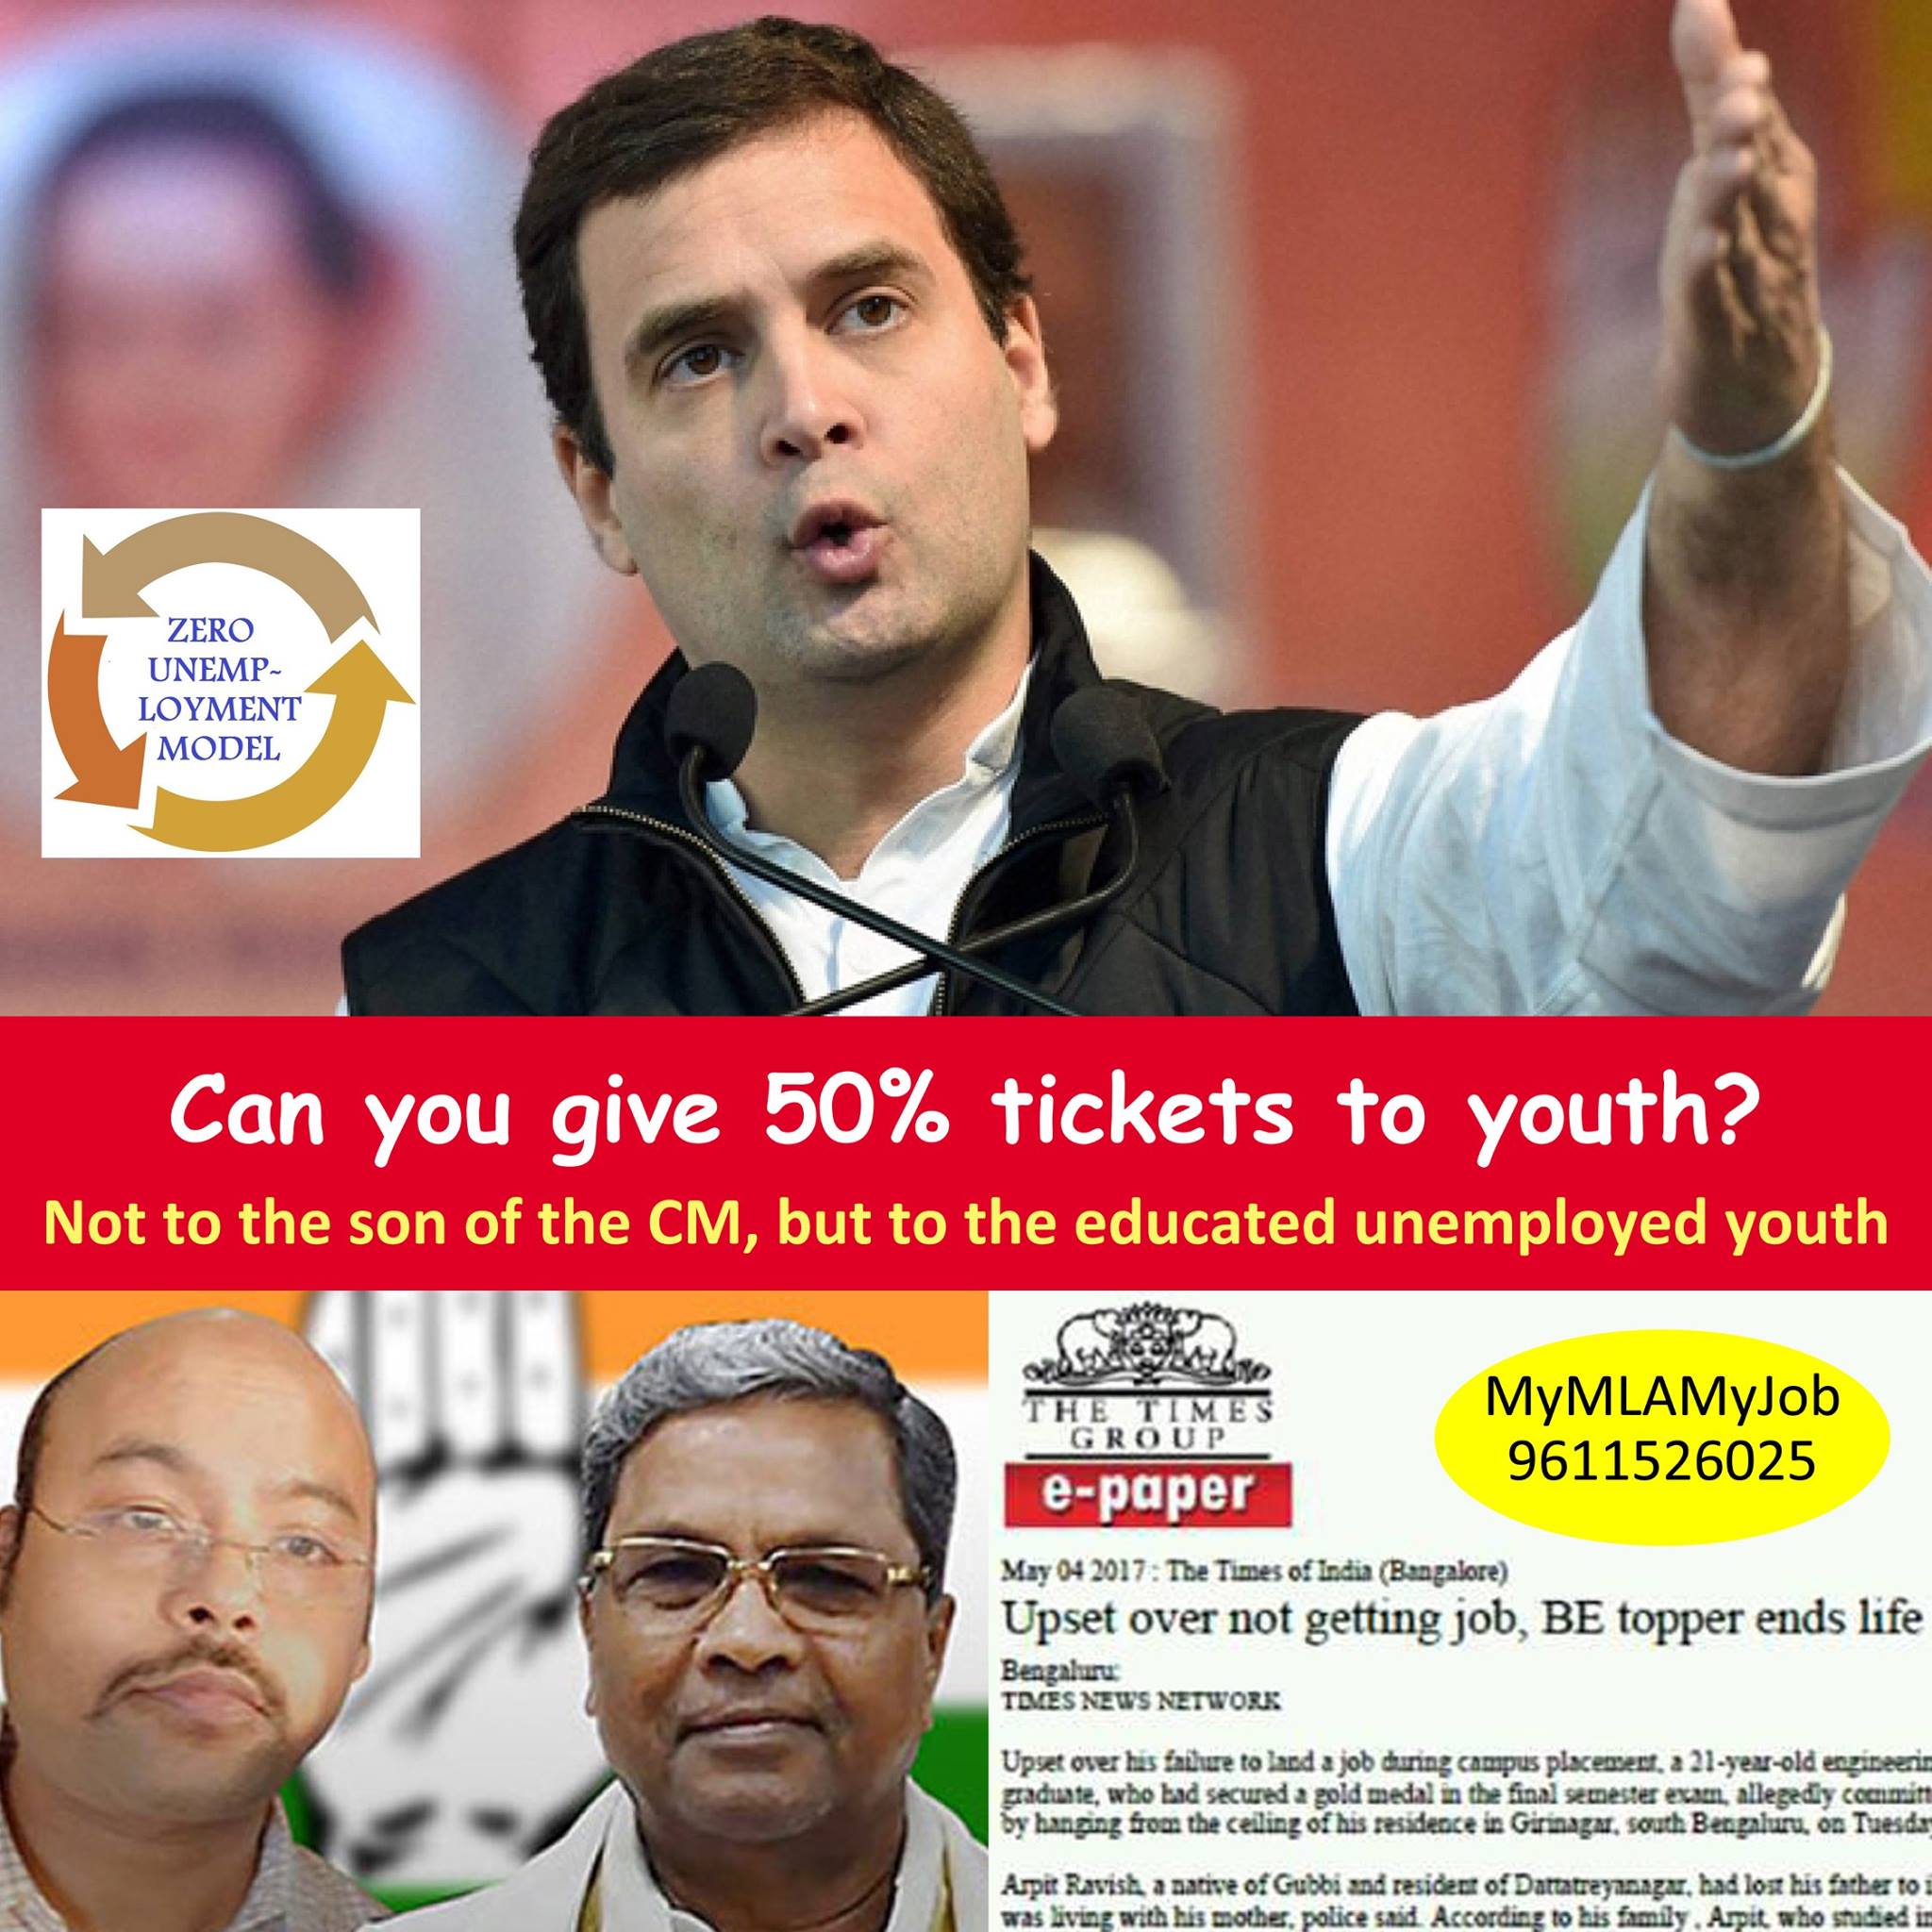 ZERO
UNEMP~
LOYMENT
MODEL
Can you give 50% tickets to youth?
Not to the son of the CM, but to the educated unemployed youth
THE TIMES
GROUP
e-paper
MyMLAMyJob
9611526025
May 04 2017 : The Times of India (Bangalore)
Upset over not getting job, BE topper ends life
Bengaluru:
TIMES NEWS NETWORK
Upset over his failure to land a job during campus placement, a 21-year-old engineerin
graduate, who had secured a gold medal in the final semester exam, allegedly committ
by hanging from the ceiling of his residence in Girinagar, south Bengaluru, on Tuesday
Arpit Ravish, a native of Gubbi and resident of Dattatreyanagar, had lost his father to i
was living with his mother, police said. According to his family , Arpit, who studied i